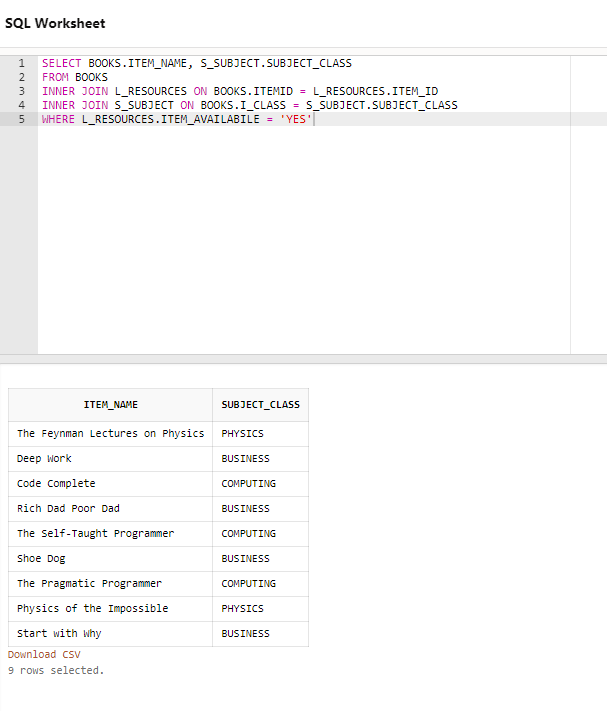 SQL Worksheet
1 SELECT BOOKS.ITEM_NAME, S_SUBJECT.SUBJECT_CLASS
2 FROM BOOKS
3 INNER JOIN L_RESOURCES ON BOOKS.ITEMID = L_RESOURCES.ITEM_ID
4 INNER JOIN S_SUBJECT ON BOOKS.I_CLASS = S_SUBJECT.SUBJECT_CLASS
5 WHERE L_RESOURCES.ITEM_AVAILABILE = 'YES'
ITEM_NAME SUBJECT_CLASS
The Feynman Lectures on Physics PHYSICS
Deep Work BUSINESS
Code Complete COMPUTING
Rich Dad Poor Dad BUSINESS
The Self-Taught Programmer COMPUTING
Shoe Dog BUSINESS
The Pragmatic Programmer COMPUTING
Physics of the Impossible PHYSICS
Start with Why BUSINESS
Download CSV
9 rows selected.